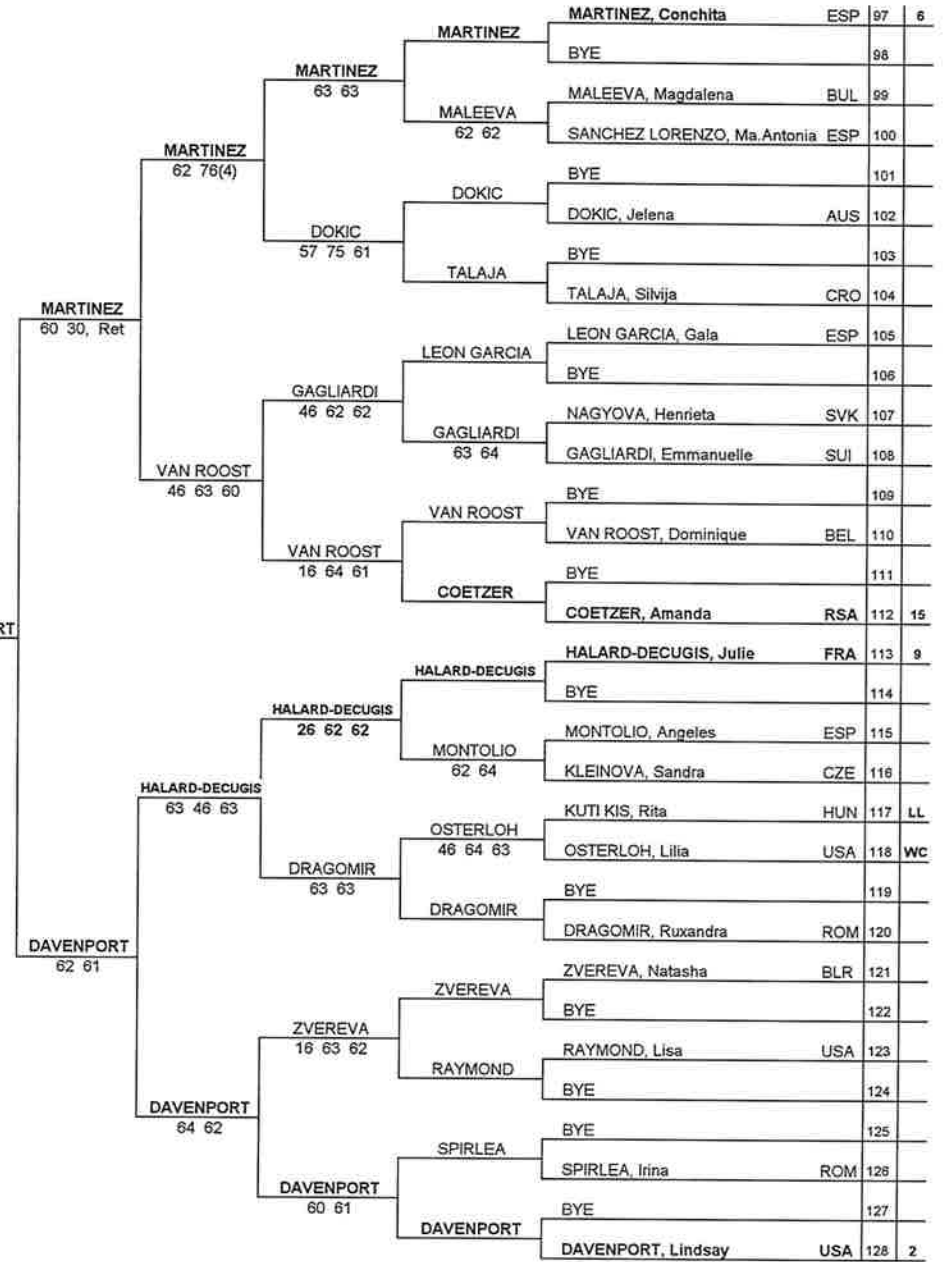 MARTINEZ, Conchita ESP 97 6
MARTINEZ
BYE 98
MARTINEZ
63 63
MALEEVA, Magdalena BUL 99
MALEEVA
62 62
SANCHEZ LORENZO, Ma.Antonia ESP 100
MARTINEZ
62 76(4)
BYE 101
DOKIC
DOKIC, Jelena AUS 102
DOKIC
57 75 61
BYE 103
TALAJA
TALAJA, Silvija CRO 104
MARTINEZ
60 30, Ret
LEON GARCIA, Gala ESP 105
LEON GARCIA
BYE 106
GAGLIARDI
46 62 62
NAGYOVA, Henrieta SVK 107
GAGLIARDI
63 64
GAGLIARDI, Emmanuelle SUI 108
VAN ROOST
46 63 60
BYE 109
VAN ROOST
VAN ROOST, Dominique BEL 110
VAN ROOST
16 64 61
BYE 111
COETZER
COETZER, Amanda RSA 112 15
RT
HALARD-DECUGIS, Julie FRA 113 9
HALARD-DECUGIS
BYE 114
HALARD-DECUGIS
26 62 62
MONTOLIO, Angeles ESP 115
MONTOLIO
62 64
KLEINOVA, Sandra CZE 116
HALARD-DECUGIS
63 46 63
KUTI KIS, Rita HUN 117 LL
OSTERLOH
46 64 63
OSTERLOH, Lilia USA 118 WC
DRAGOMIR
63 63
BYE 119
DRAGOMIR
DRAGOMIR, Ruxandra ROM 120
DAVENPORT
62 61
ZVEREVA, Natasha BLR 121
ZVEREVA
BYE 122
ZVEREVA
16 63 62
RAYMOND, Lisa USA 123
RAYMOND
BYE 124
DAVENPORT
64 62
BYE 125
SPIRLEA
SPIRLEA, Irina ROM 126
DAVENPORT
60 61
BYE 127
DAVENPORT
DAVENPORT, Lindsay USA 128 2